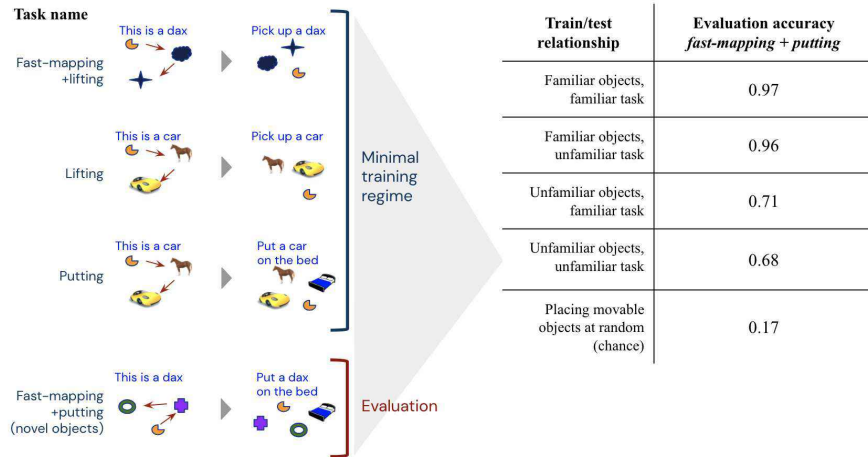 Task name
This is a dax
Pick up a dax
Fast-mapping
+lifting
This is a car
Pick up a car
Lifting
This is a car
Put a car
on the bed
Putting
Minimal
training
regime
This is a dax
Put a dax
on the bed
Fast-mapping
+putting
(novel objects)
Evaluation
Train/test
relationship
Evaluation accuracy
fast-mapping + putting
Familiar objects,
familiar task
0.97
Familiar objects,
unfamiliar task
0.96
Unfamiliar objects,
familiar task
0.71
Unfamiliar objects,
unfamiliar task
0.68
Placing movable
objects at random
(chance)
0.17